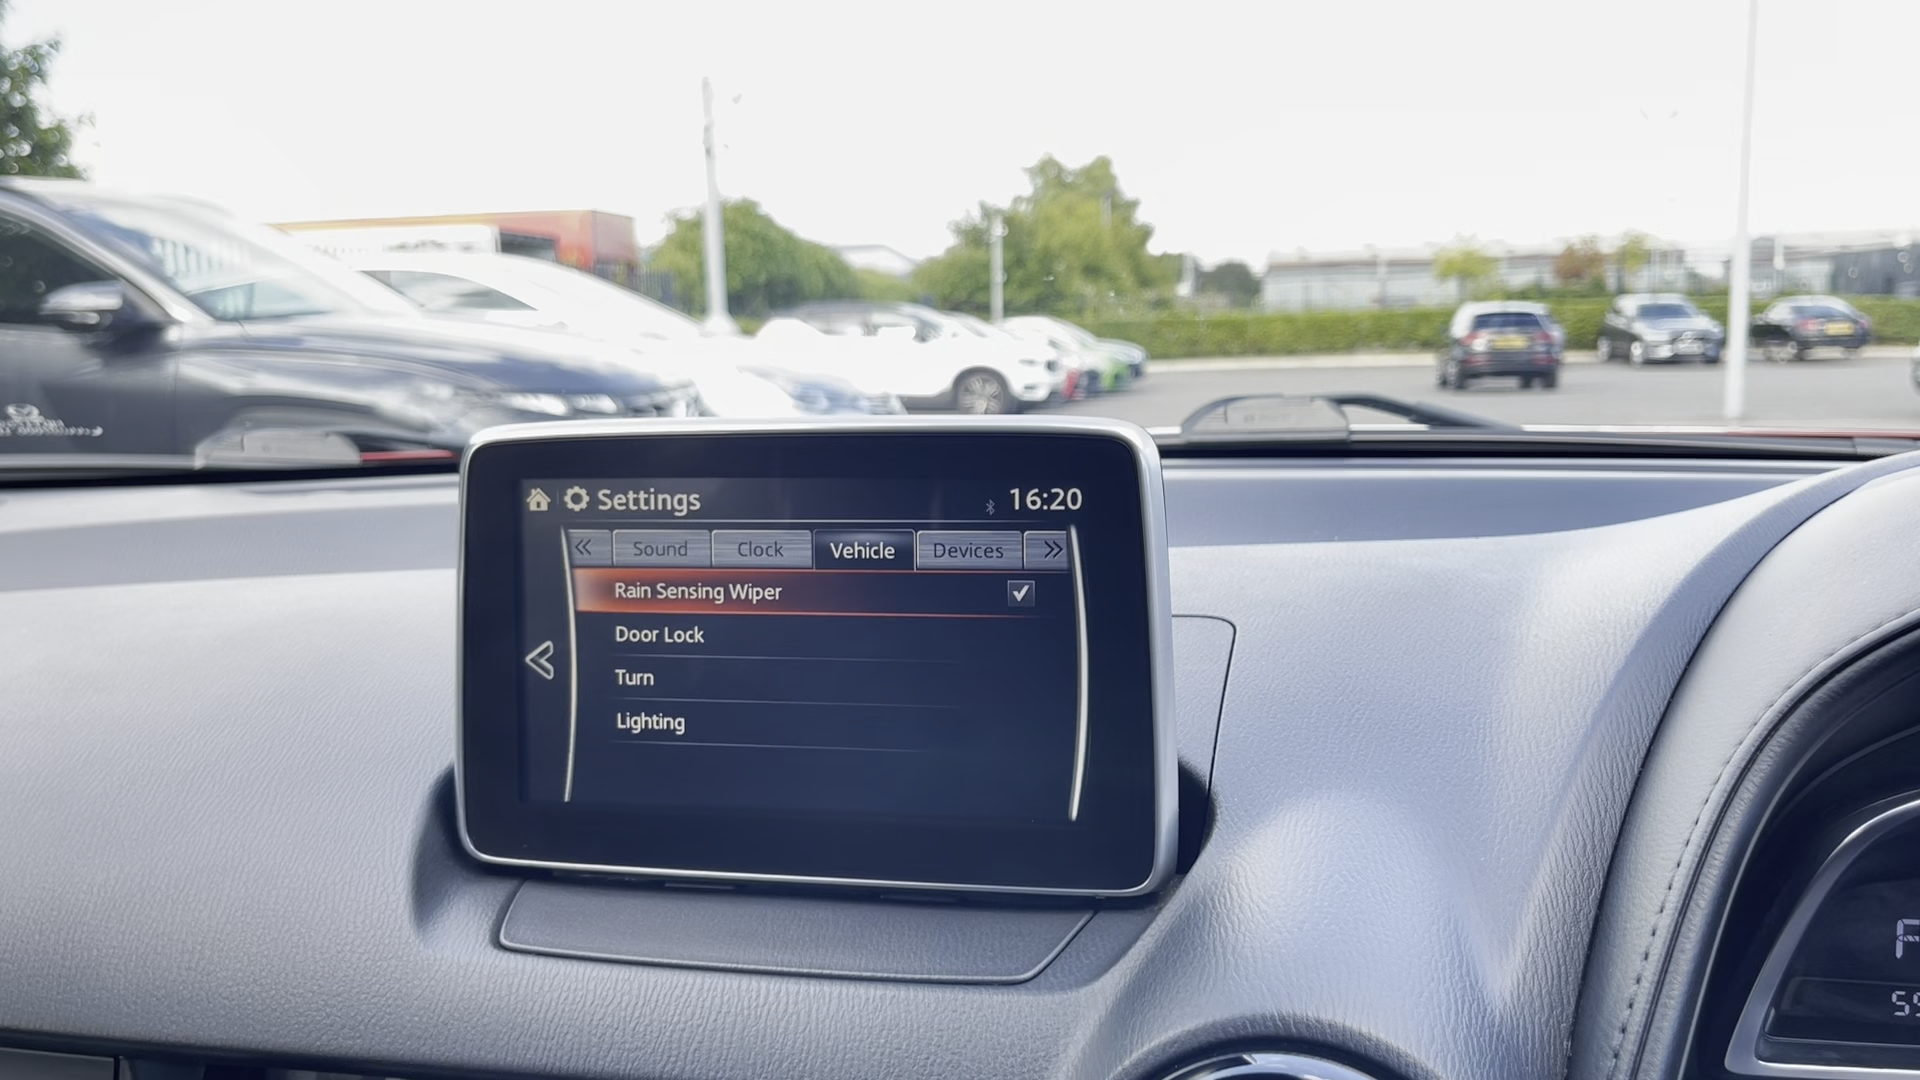 Settings
16:20
« Sound Clock Vehicle Devices »
Rain Sensing Wiper
Door Lock
Turn
Lighting